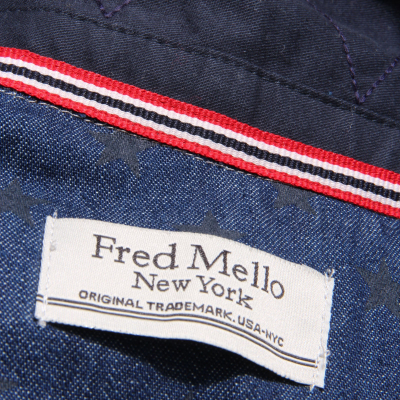 Fred Mello
New York
ORIGINAL TRADEMARK. USA-NYC